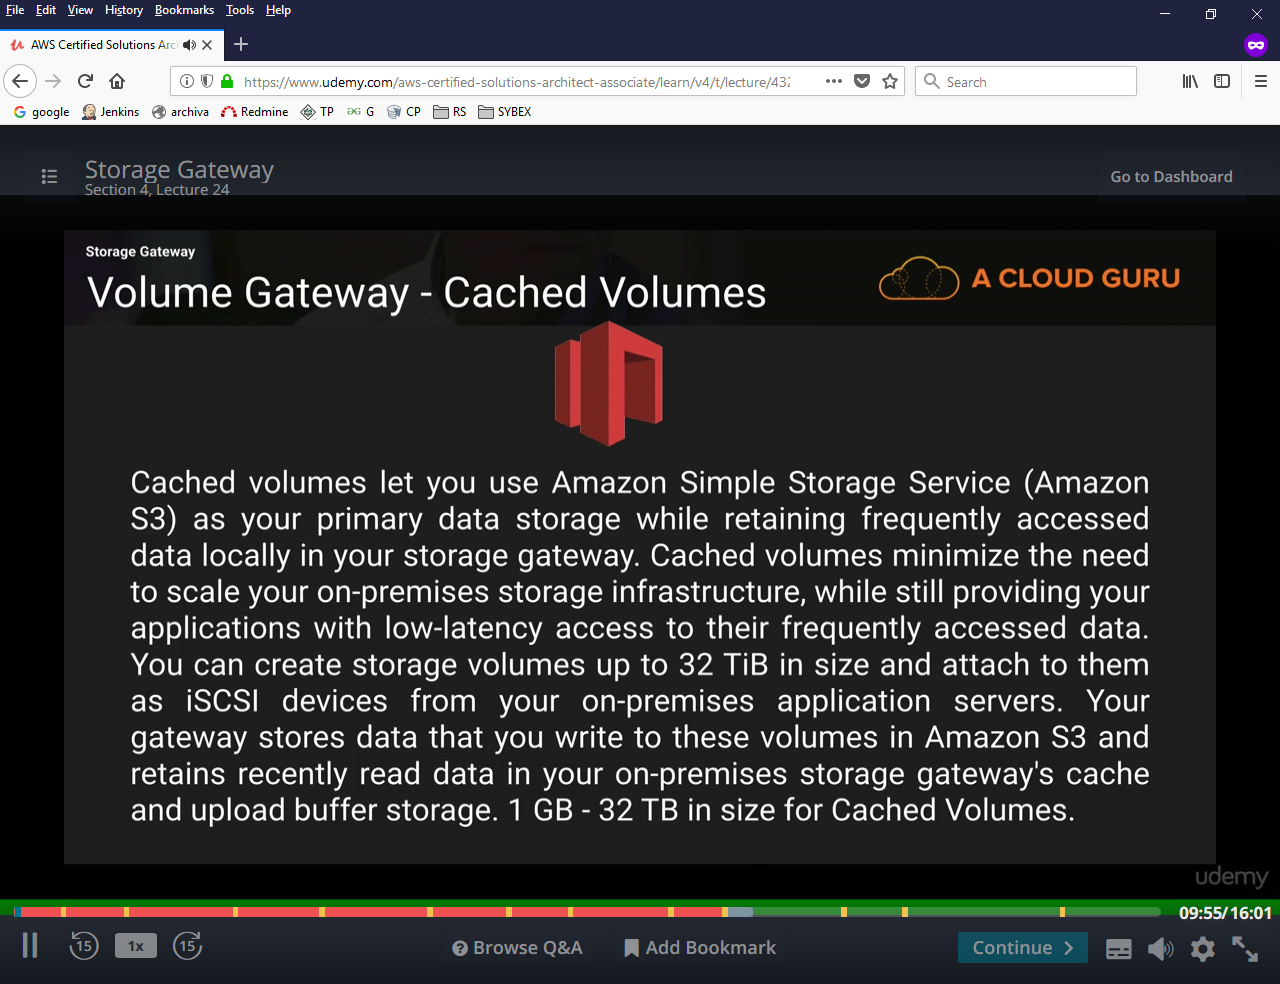 File Edit View History Bookmarks Tools Help
AWS Certified Solutions Arc
https://www.udemy.com/aws-certified-solutions-architect-associate/learn/v4/t/lecture/432
Search
google Jenkins archiva Redmine TP G CP RS SYBEX
Storage Gateway
Section 4, Lecture 24
Go to Dashboard
Storage Gateway
Volume Gateway - Cached Volumes
A CLOUD GURU
Cached volumes let you use Amazon Simple Storage Service (Amazon
S3) as your primary data storage while retaining frequently accessed
data locally in your storage gateway. Cached volumes minimize the need
to scale your on-premises storage infrastructure, while still providing your
applications with low-latency access to their frequently accessed data.
You can create storage volumes up to 32 TiB in size and attach to them
as iSCSI devices from your on-premises application servers. Your
gateway stores data that you write to these volumes in Amazon S3 and
retains recently read data in your on-premises storage gateway's cache
and upload buffer storage. 1 GB - 32 TB in size for Cached Volumes.
udemy
09:55/16:01
15 1x 15 Browse Q&A Add Bookmark Continue